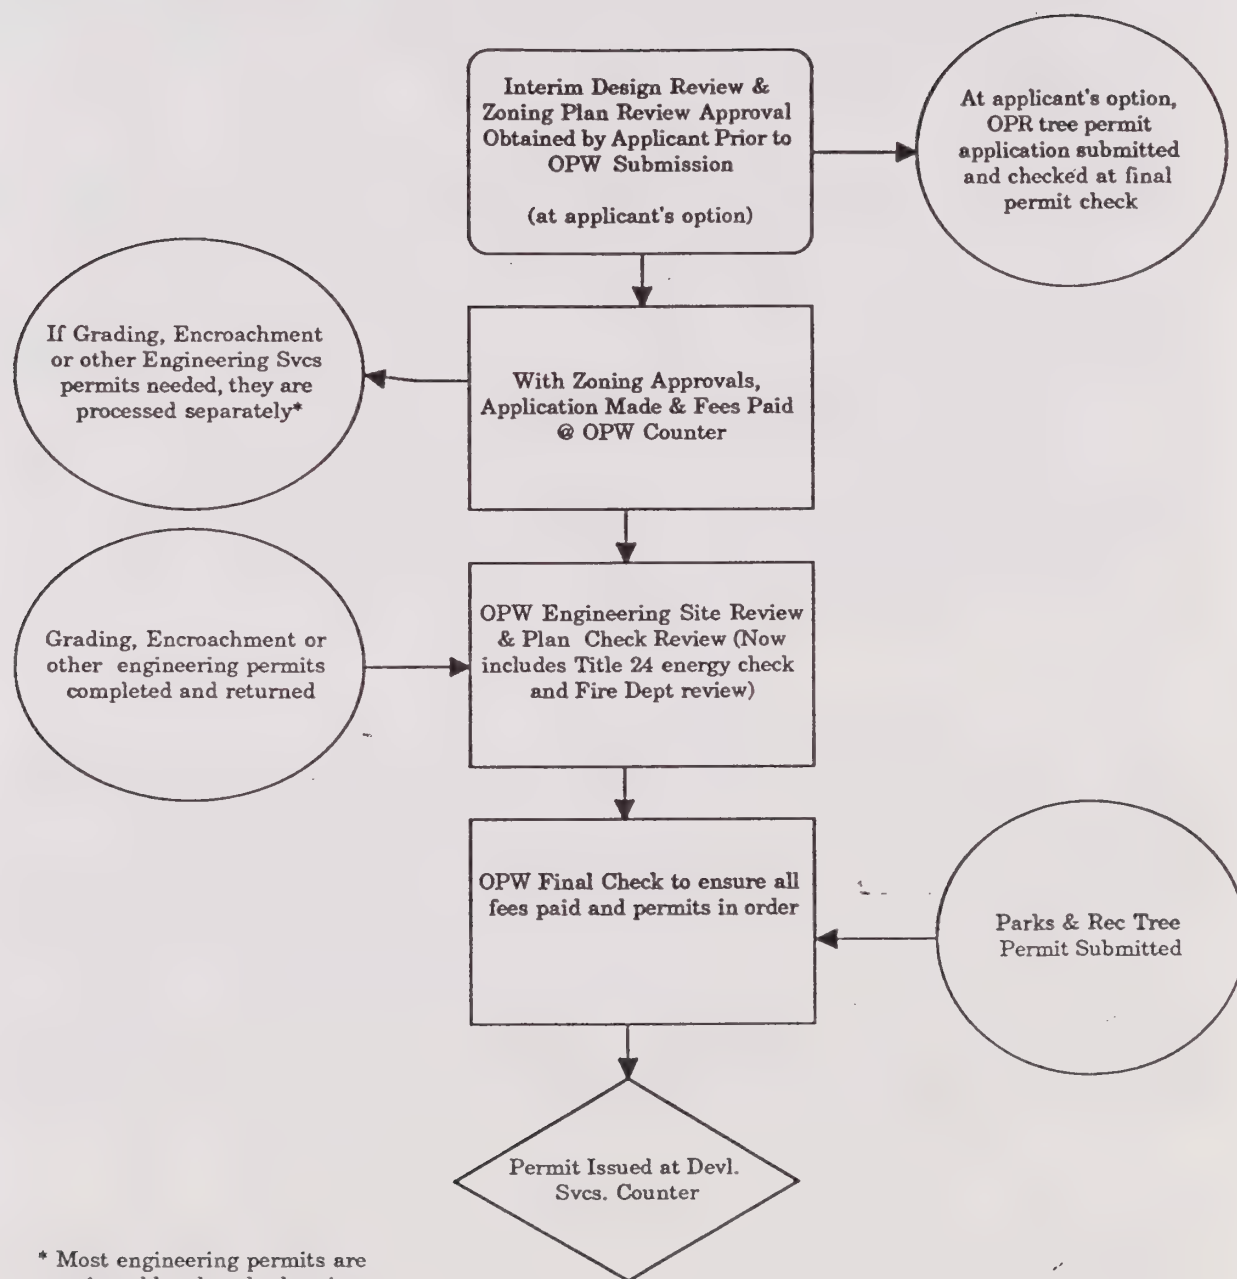 Interim Design Review &
Zoning Plan Review Approval
Obtained by Applicant Prior to
OPW Submission
(at applicant's option)
At applicant's option,
OPR tree permit
application submitted
and checked at final
permit check
If Grading, Encroachment
or other Engineering Svcs
permits needed, they are
processed separately*
With Zoning Approvals,
Application Made & Fees Paid
@ OPW Counter
Grading, Encroachment or
other engineering permits
completed and returned
OPW Engineering Site Review
& Plan Check Review (Now
includes Title 24 energy check
and Fire Dept review)
OPW Final Check to ensure all
fees paid and permits in order
Parks & Rec Tree
Permit Submitted
Permit Issued at Devl.
Svcs. Counter
* Most engineering permits are